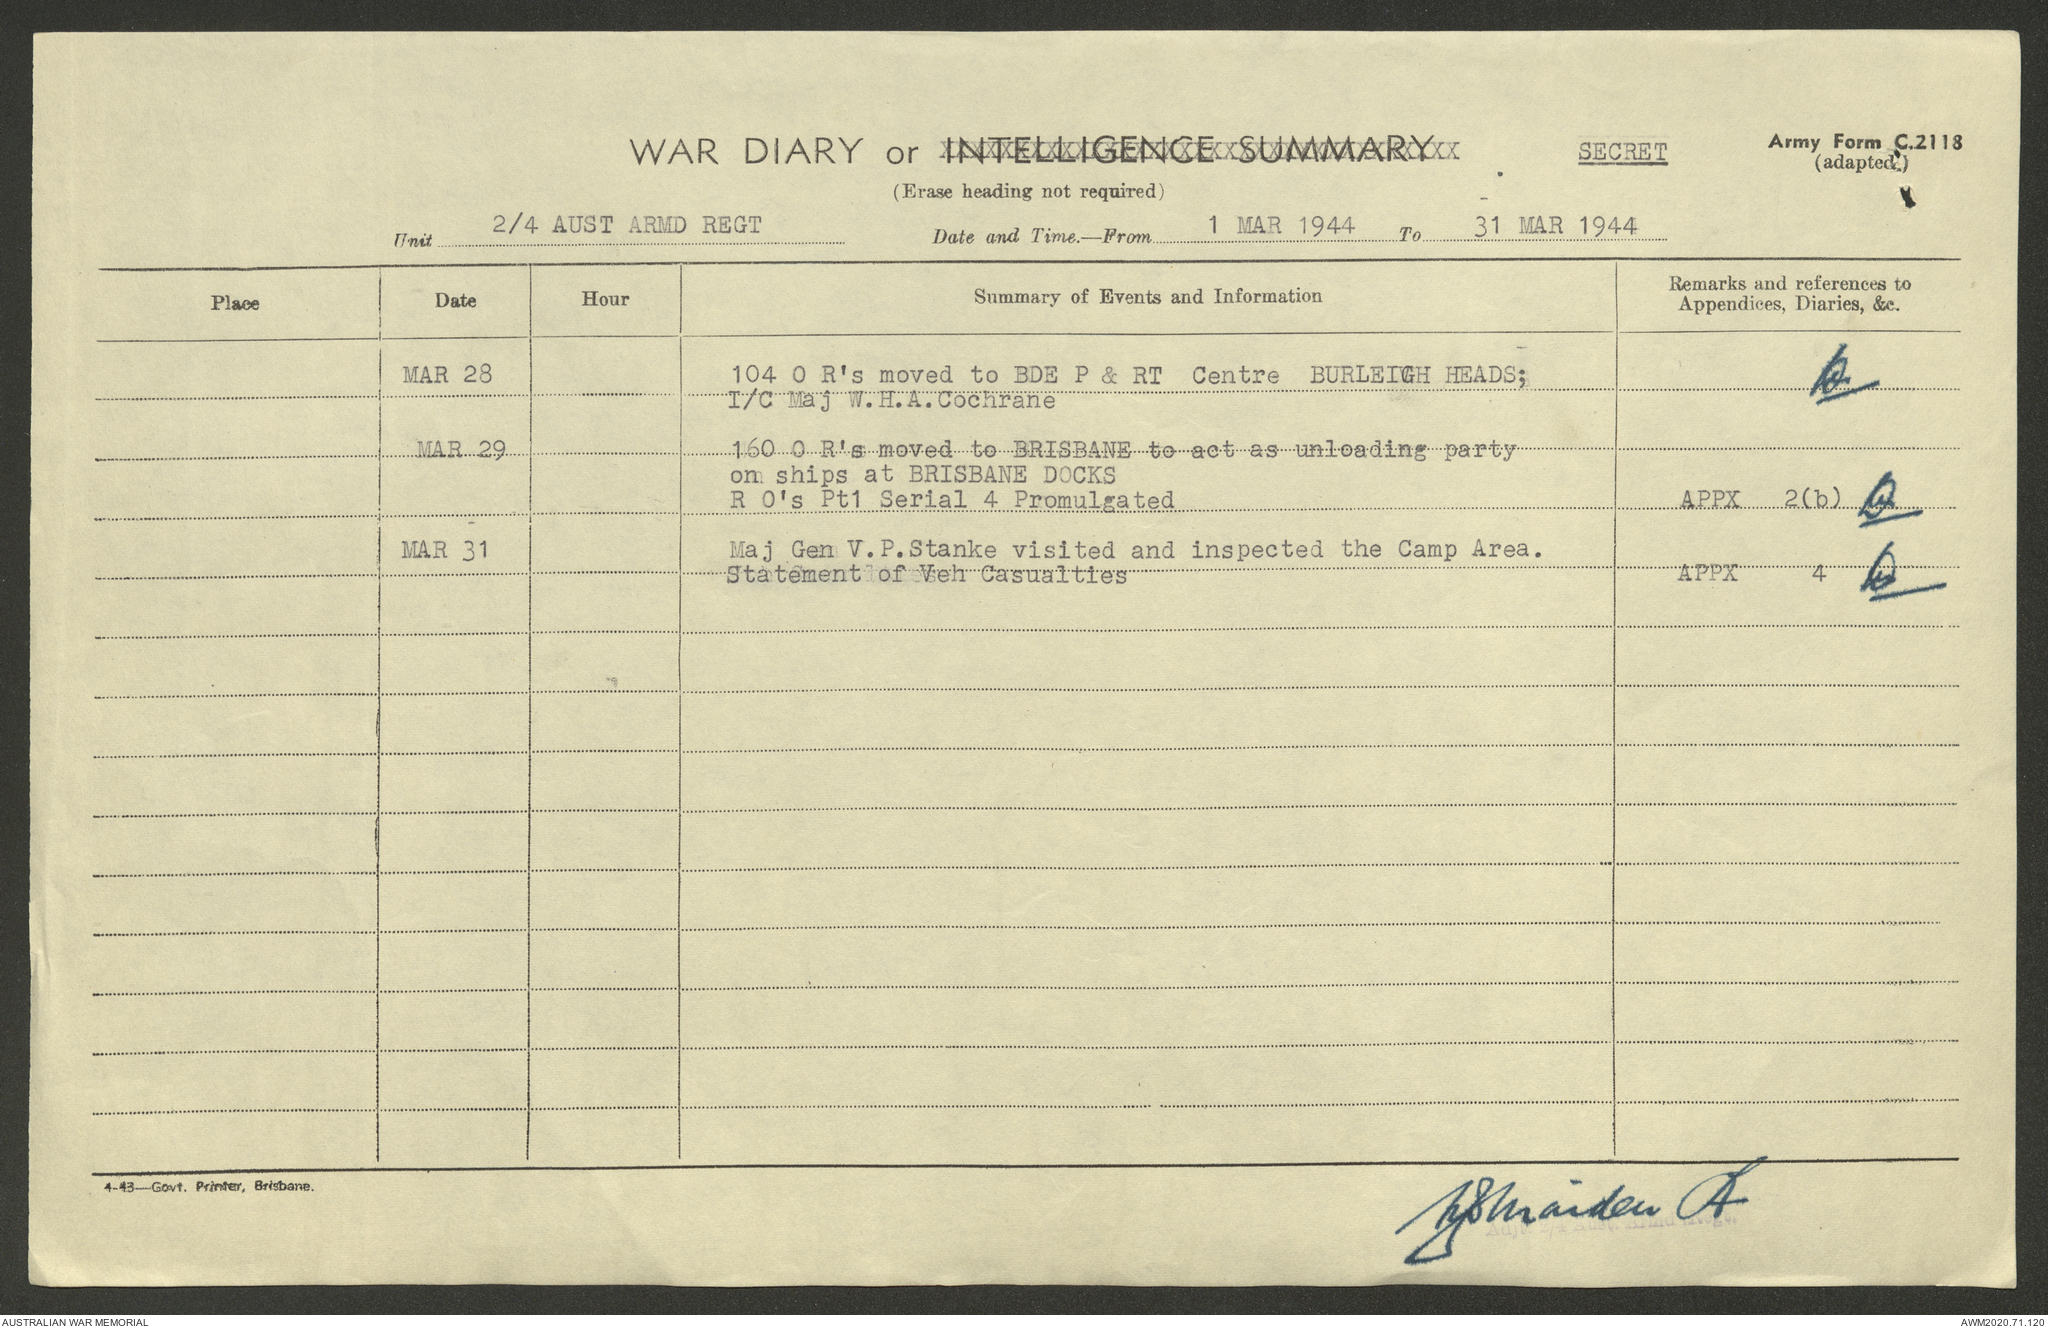 WAR DIARY or INTELLIGENCE SUMMARY
SECRET
Army Form C.2118
(adapted.)
(Erase heading not required)
Unit 2/4 AUST ARMD REGT Date and Time.—From 1 MAR 1944 To 31 MAR 1944
Place Date Hour Summary of Events and Information Remarks and references to
Appendices, Diaries, &c.
MAR 28 104 O R's moved to BDE P & RT Centre BURLEIGH HEADS;
I/C Maj W.H.A.Cochrane
MAR 29 160 O R's moved to BRISBANE to act as unloading party
on ships at BRISBANE DOCKS
R O's Pt1 Serial 4 Promulgated APPX 2(b)
MAR 31 Maj Gen V.P.Stanke visited and inspected the Camp Area.
Statement of Veh Casualties APPX 4
4-43—Govt. Printer, Brisbane.
AUSTRALIAN WAR MEMORIAL
AWM2020.71.120